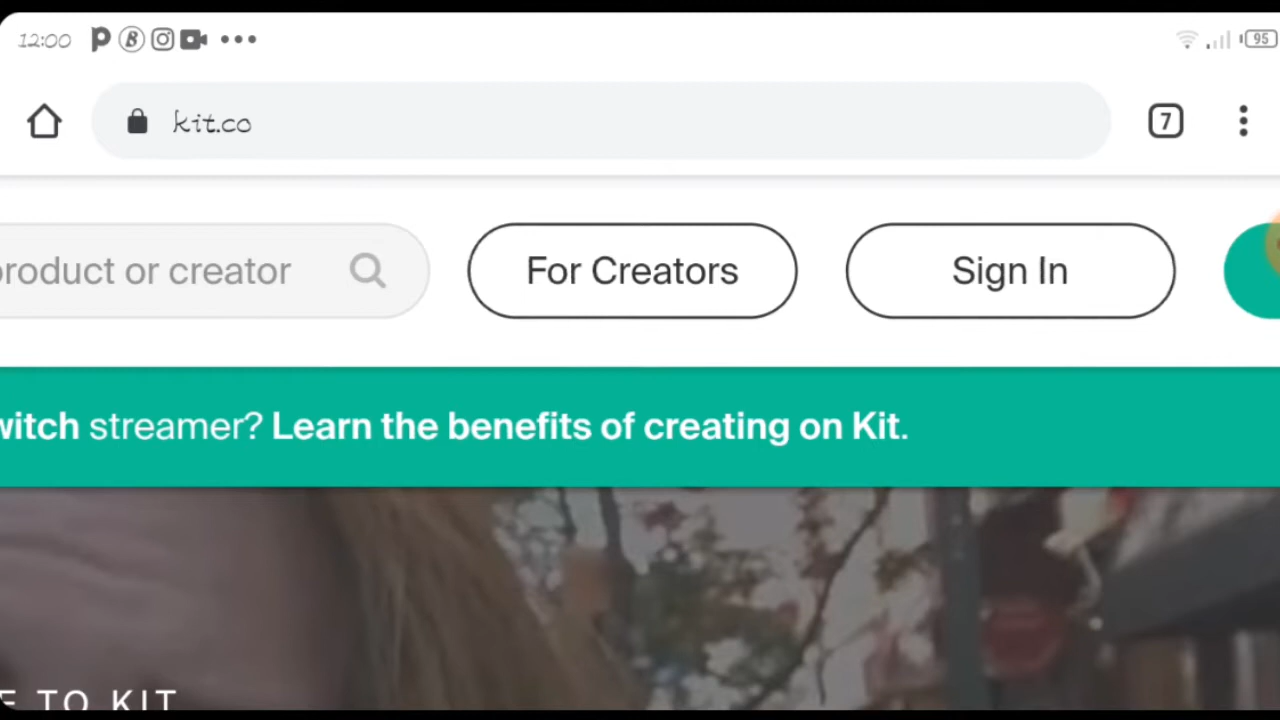 12:00
95
kit.co
7
product or creator
For Creators
Sign In
witch streamer? Learn the benefits of creating on Kit.
E TO KIT